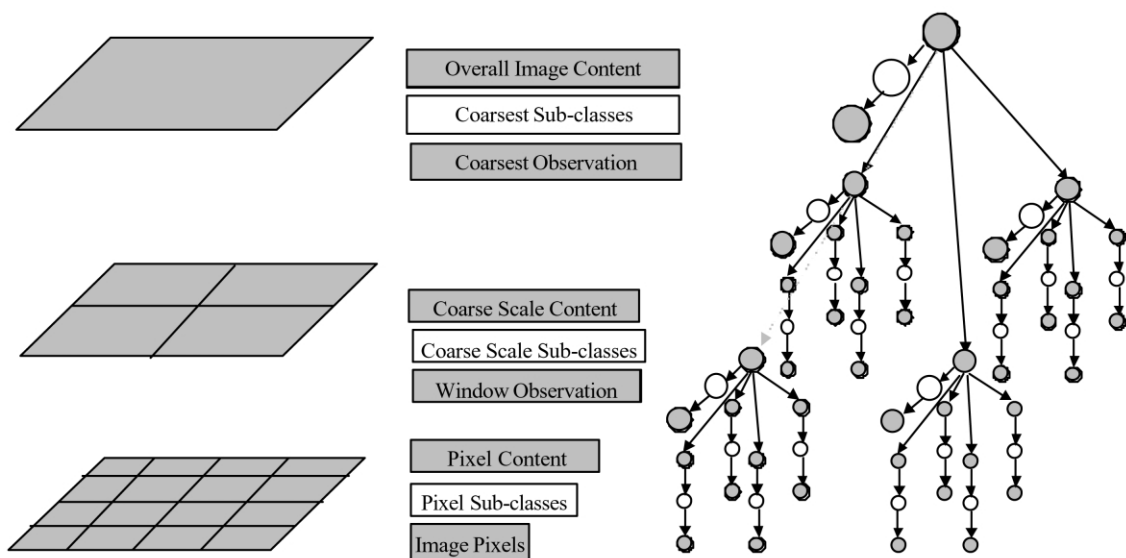 Overall Image Content
Coarsest Sub-classes
Coarsest Observation
Coarse Scale Content
Coarse Scale Sub-classes
Window Observation
Pixel Content
Pixel Sub-classes
Image Pixels